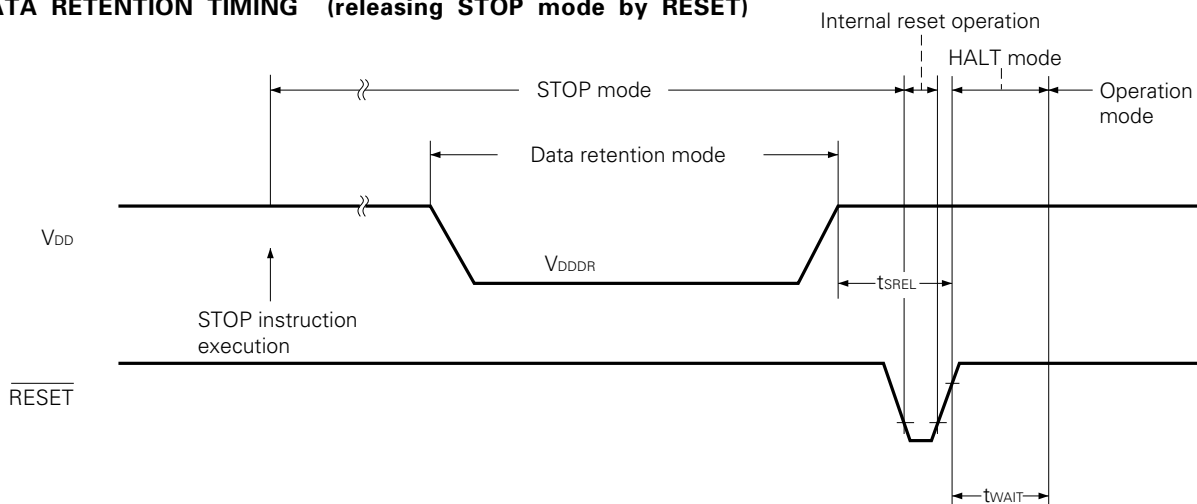 ATA RETENTION TIMING (releasing STOP mode by RESET)
Internal reset operation
HALT mode
STOP mode
Operation
mode
Data retention mode
VDD
VDDDR
tSREL
STOP instruction
execution
RESET
tWAIT